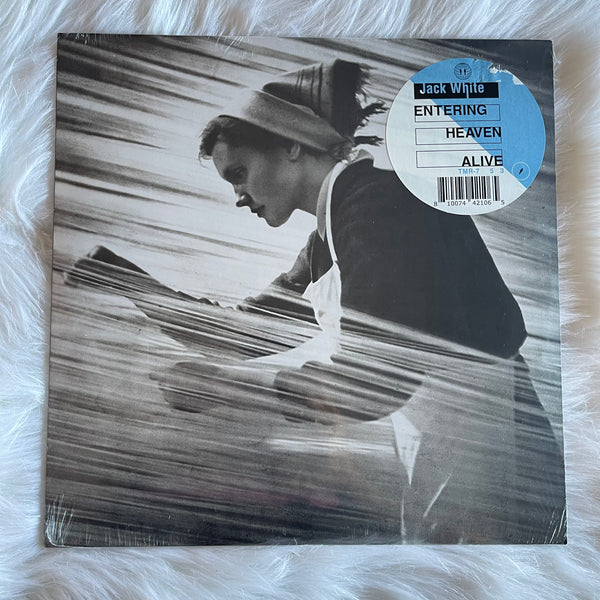 Jack White
ENTERING
HEAVEN
ALIVE
TMR-7 5 3
8 10074 42106 5